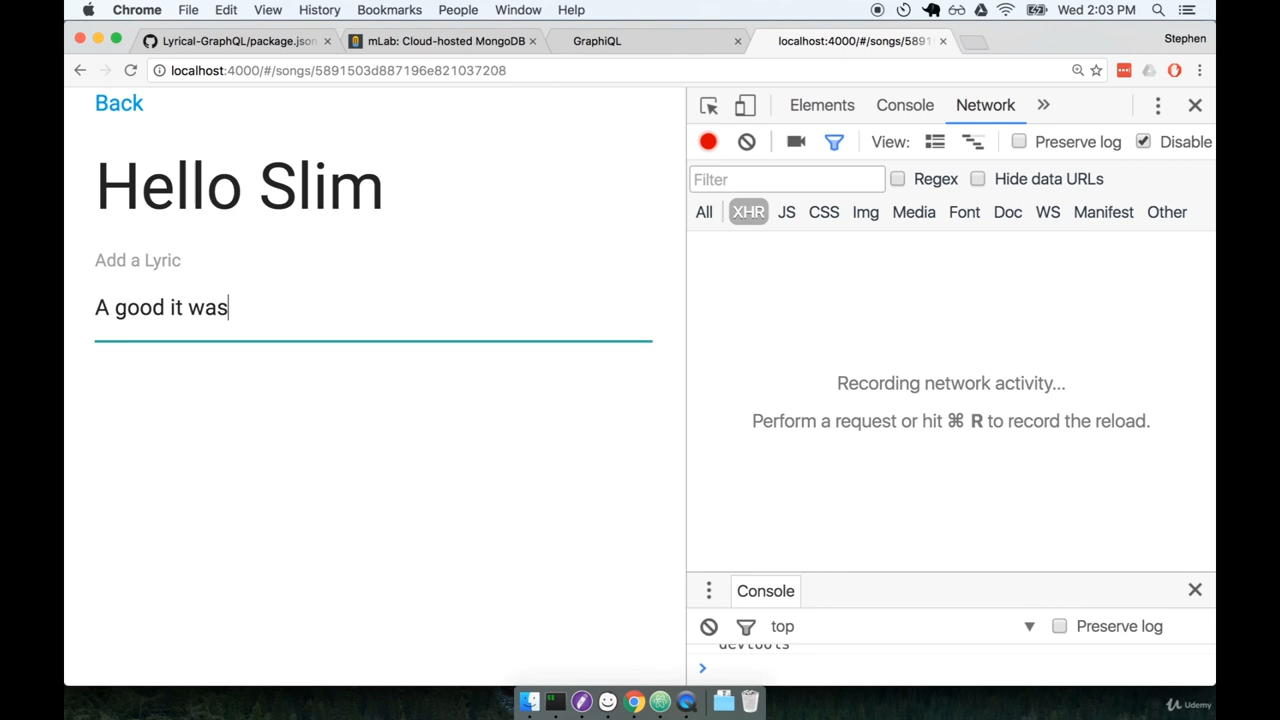 Chrome File Edit View History Bookmarks People Window Help Wed 2:03 PM
Lyrical-GraphQL/package.json × mLab: Cloud-hosted MongoDB × GraphiQL × localhost:4000/#/songs/5891 × Stephen
localhost:4000/#/songs/5891503d887196e821037208
Back
Hello Slim
Add a Lyric
A good it was
Elements Console Network »
View: Preserve log Disable
Filter Regex Hide data URLs
All XHR JS CSS Img Media Font Doc WS Manifest Other
Recording network activity...
Perform a request or hit ⌘ R to record the reload.
Console
top ▼ Preserve log
devtools
>
Udemy